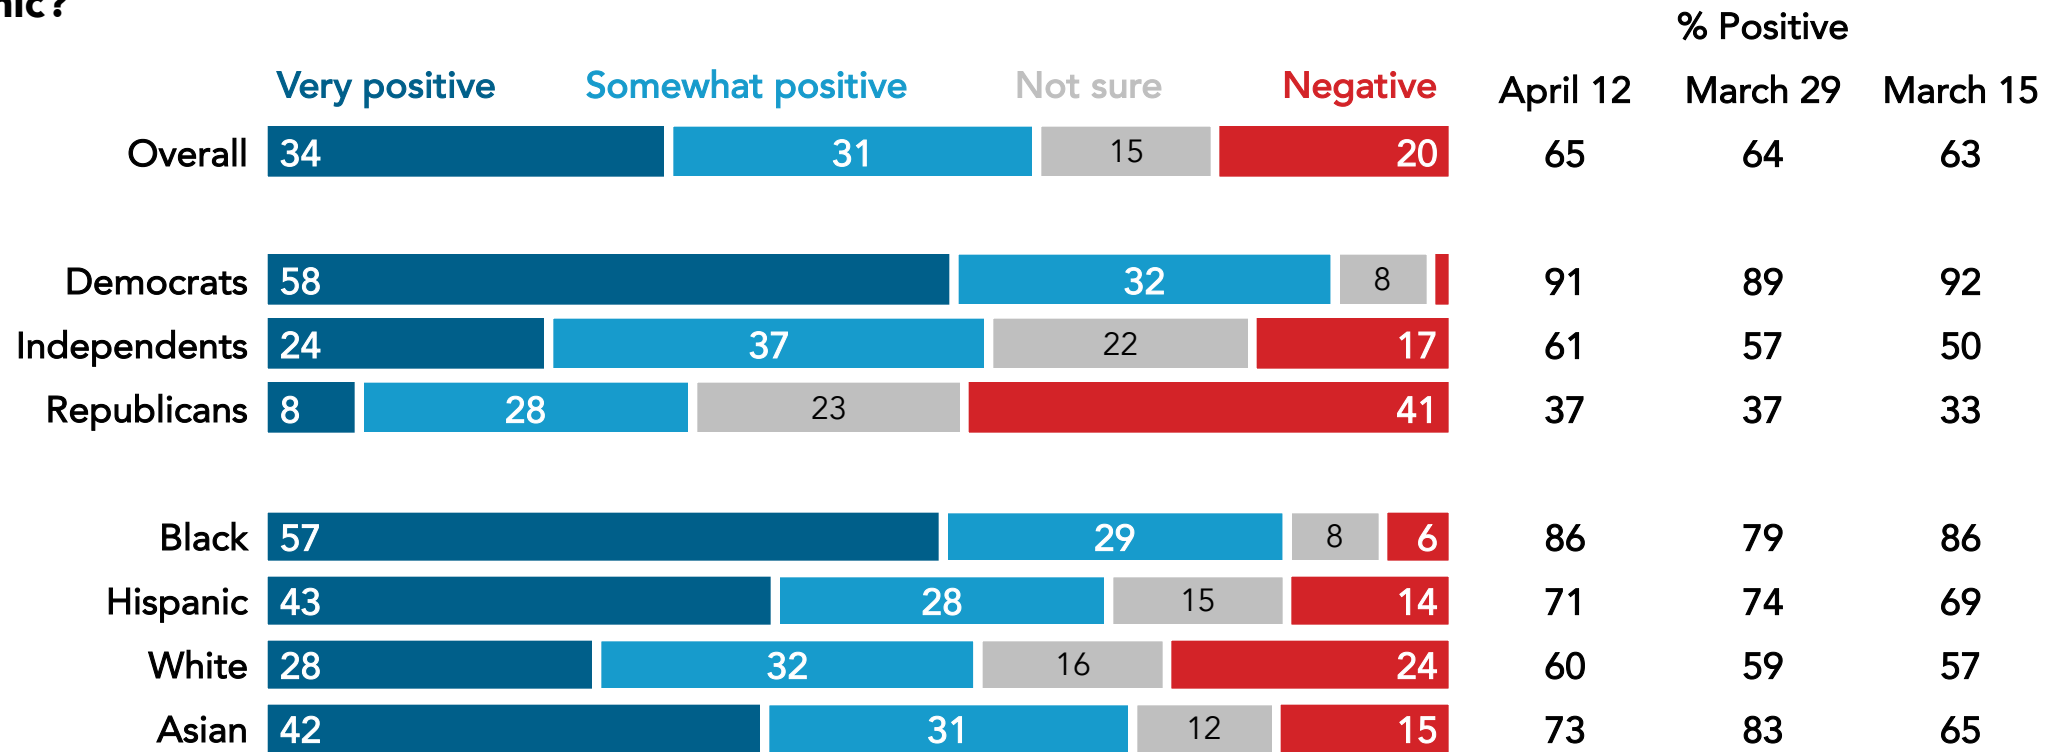 nic?
% Positive
Very positive Somewhat positive Not sure Negative April 12 March 29 March 15
Overall 34 31 15 20 65 64 63
Democrats 58 32 8 91 89 92
Independents 24 37 22 17 61 57 50
Republicans 8 28 23 41 37 37 33
Black 57 29 8 6 86 79 86
Hispanic 43 28 15 14 71 74 69
White 28 32 16 24 60 59 57
Asian 42 31 12 15 73 83 65